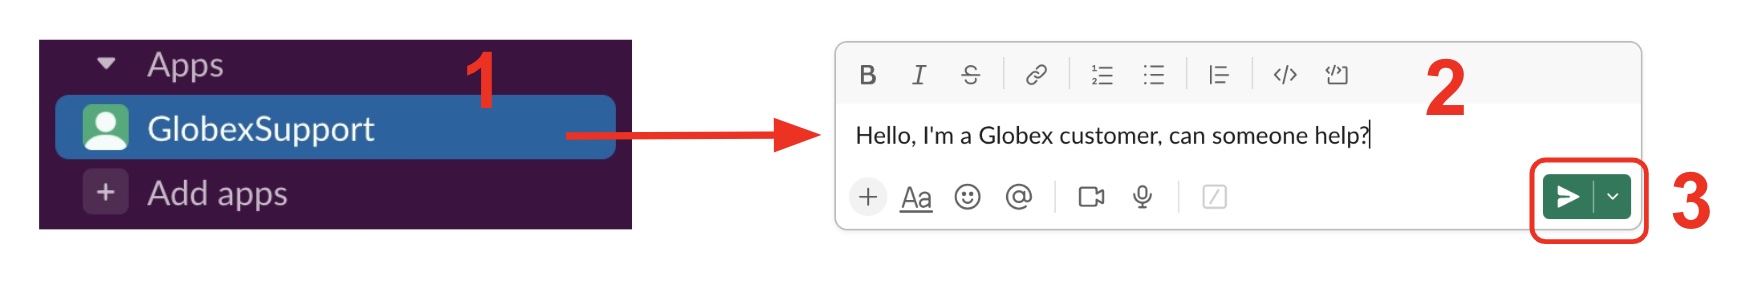 Apps
1
GlobexSupport
+ Add apps
B I S </>
2
Hello, I'm a Globex customer, can someone help?
+ Aa @
3